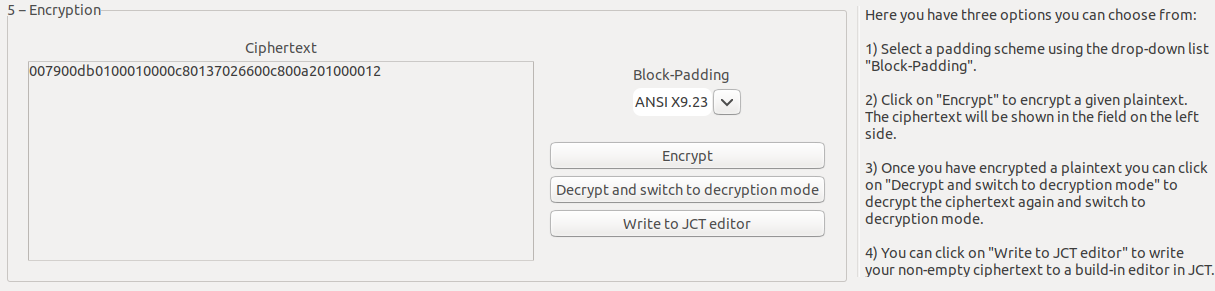 5 – Encryption
Ciphertext
007900db0100010000c80137026600c800a201000012
Block-Padding
ANSI X9.23
Encrypt
Decrypt and switch to decryption mode
Write to JCT editor
Here you have three options you can choose from:
1) Select a padding scheme using the drop-down list
"Block-Padding".
2) Click on "Encrypt" to encrypt a given plaintext.
The ciphertext will be shown in the field on the left
side.
3) Once you have encrypted a plaintext you can click
on "Decrypt and switch to decryption mode" to
decrypt the ciphertext again and switch to
decryption mode.
4) You can click on "Write to JCT editor" to write
your non-empty ciphertext to a build-in editor in JCT.